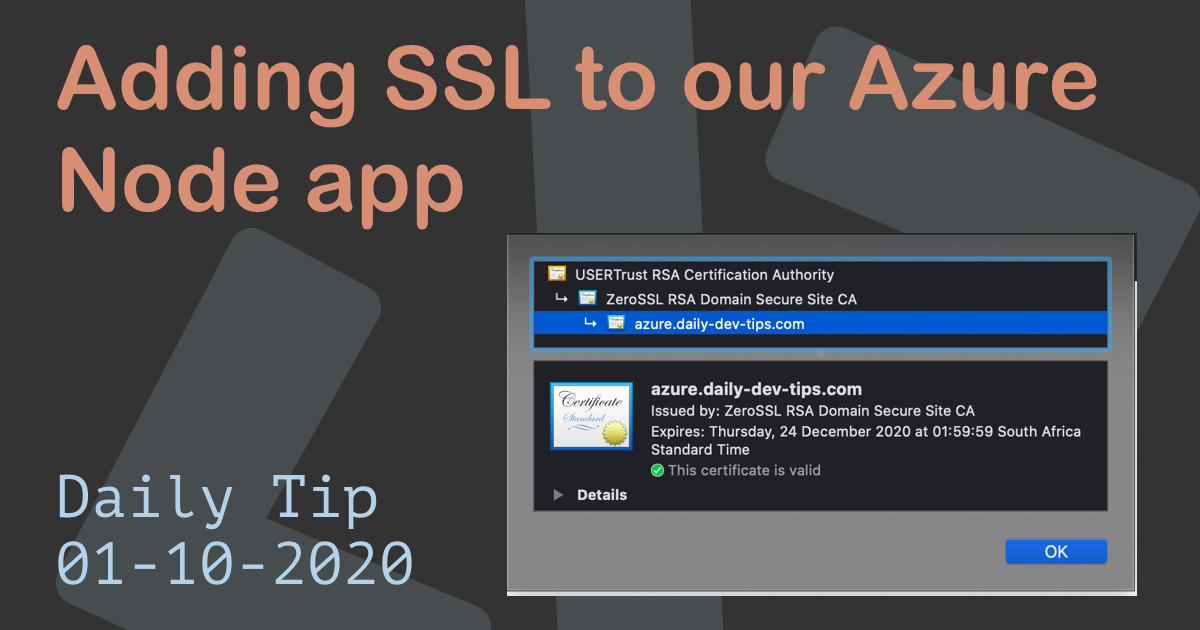 Adding SSL to our Azure
Node app
USERTrust RSA Certification Authority
ZeroSSL RSA Domain Secure Site CA
azure.daily-dev-tips.com
Certificate
Standard
azure.daily-dev-tips.com
Issued by: ZeroSSL RSA Domain Secure Site CA
Expires: Thursday, 24 December 2020 at 01:59:59 South Africa
Standard Time
This certificate is valid
Details
OK
Daily Tip
01-10-2020